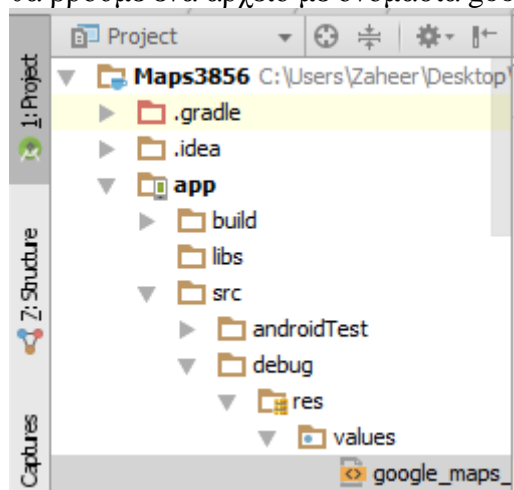 Project
Maps3856 C:\Users\Zaheer\Desktop\
.gradle
.idea
app
build
libs
src
androidTest
debug
res
values
google_maps_
1: Project
7: Structure
Captures